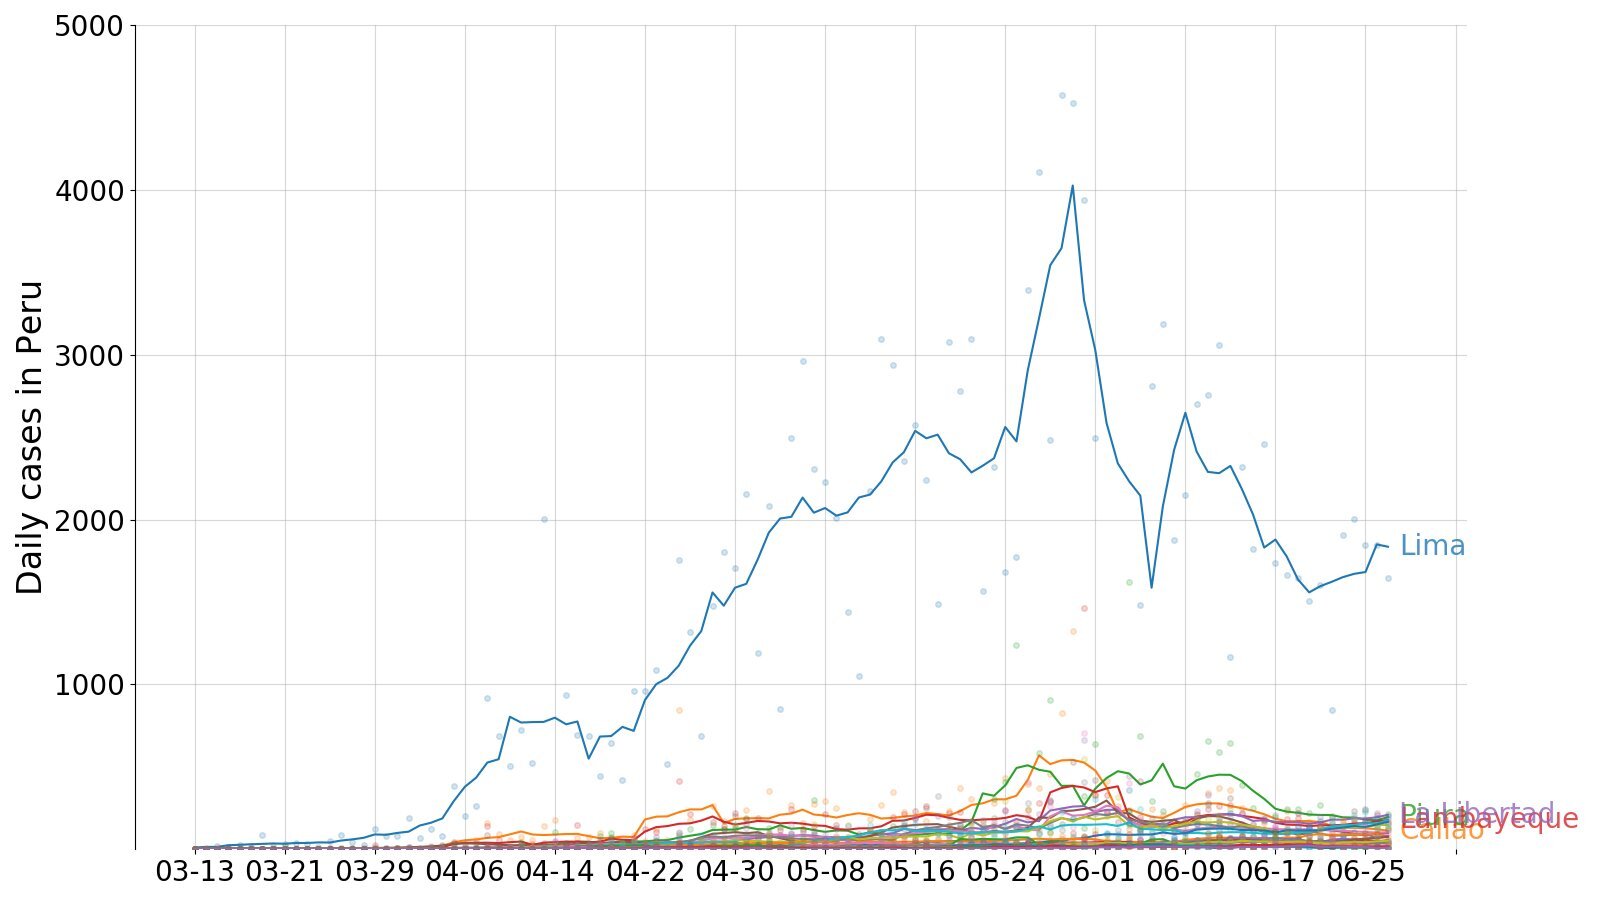 Daily cases in Peru
5000
4000
3000
2000
1000
03-13 03-21 03-29 04-06 04-14 04-22 04-30 05-08 05-16 05-24 06-01 06-09 06-17 06-25
Lima
La Libertad
Piura
Lambayeque
Callao